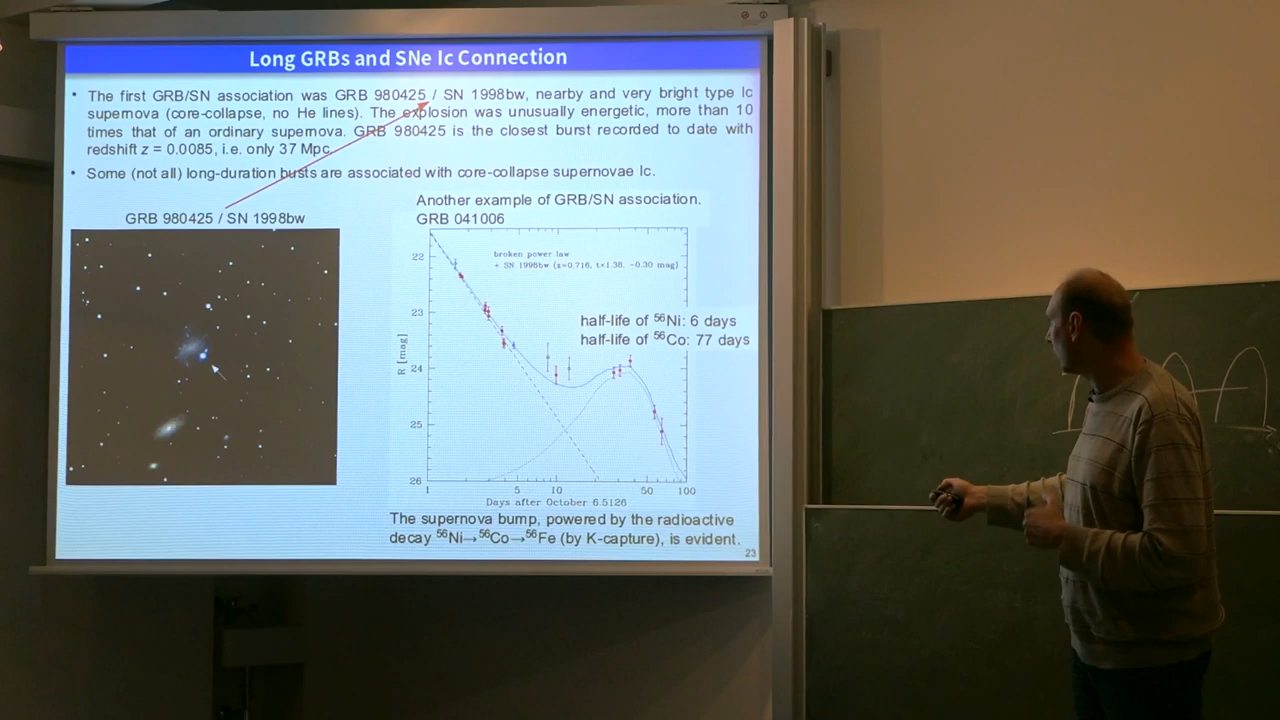 Long GRBs and SNe Ic Connection
• The first GRB/SN association was GRB 980425 / SN 1998bw, nearby and very bright type Ic
supernova (core-collapse, no He lines). The explosion was unusually energetic, more than 10
times that of an ordinary supernova. GRB 980425 is the closest burst recorded to date with
redshift z = 0.0085, i.e. only 37 Mpc.
• Some (not all) long-duration busts are associated with core-collapse supernovae Ic.
GRB 980425 / SN 1998bw
Another example of GRB/SN association.
GRB 041006
broken power law
+ SN 1998bw (z=0.716, t×1.38, −0.30 mag)
half-life of ⁵⁶Ni: 6 days
half-life of ⁵⁶Co: 77 days
R [mag]
22
23
24
25
26
1 5 10 50 100
Days after October 6.5126
The supernova bump, powered by the radioactive
decay ⁵⁶Ni→⁵⁶Co→⁵⁶Fe (by K-capture), is evident.
23